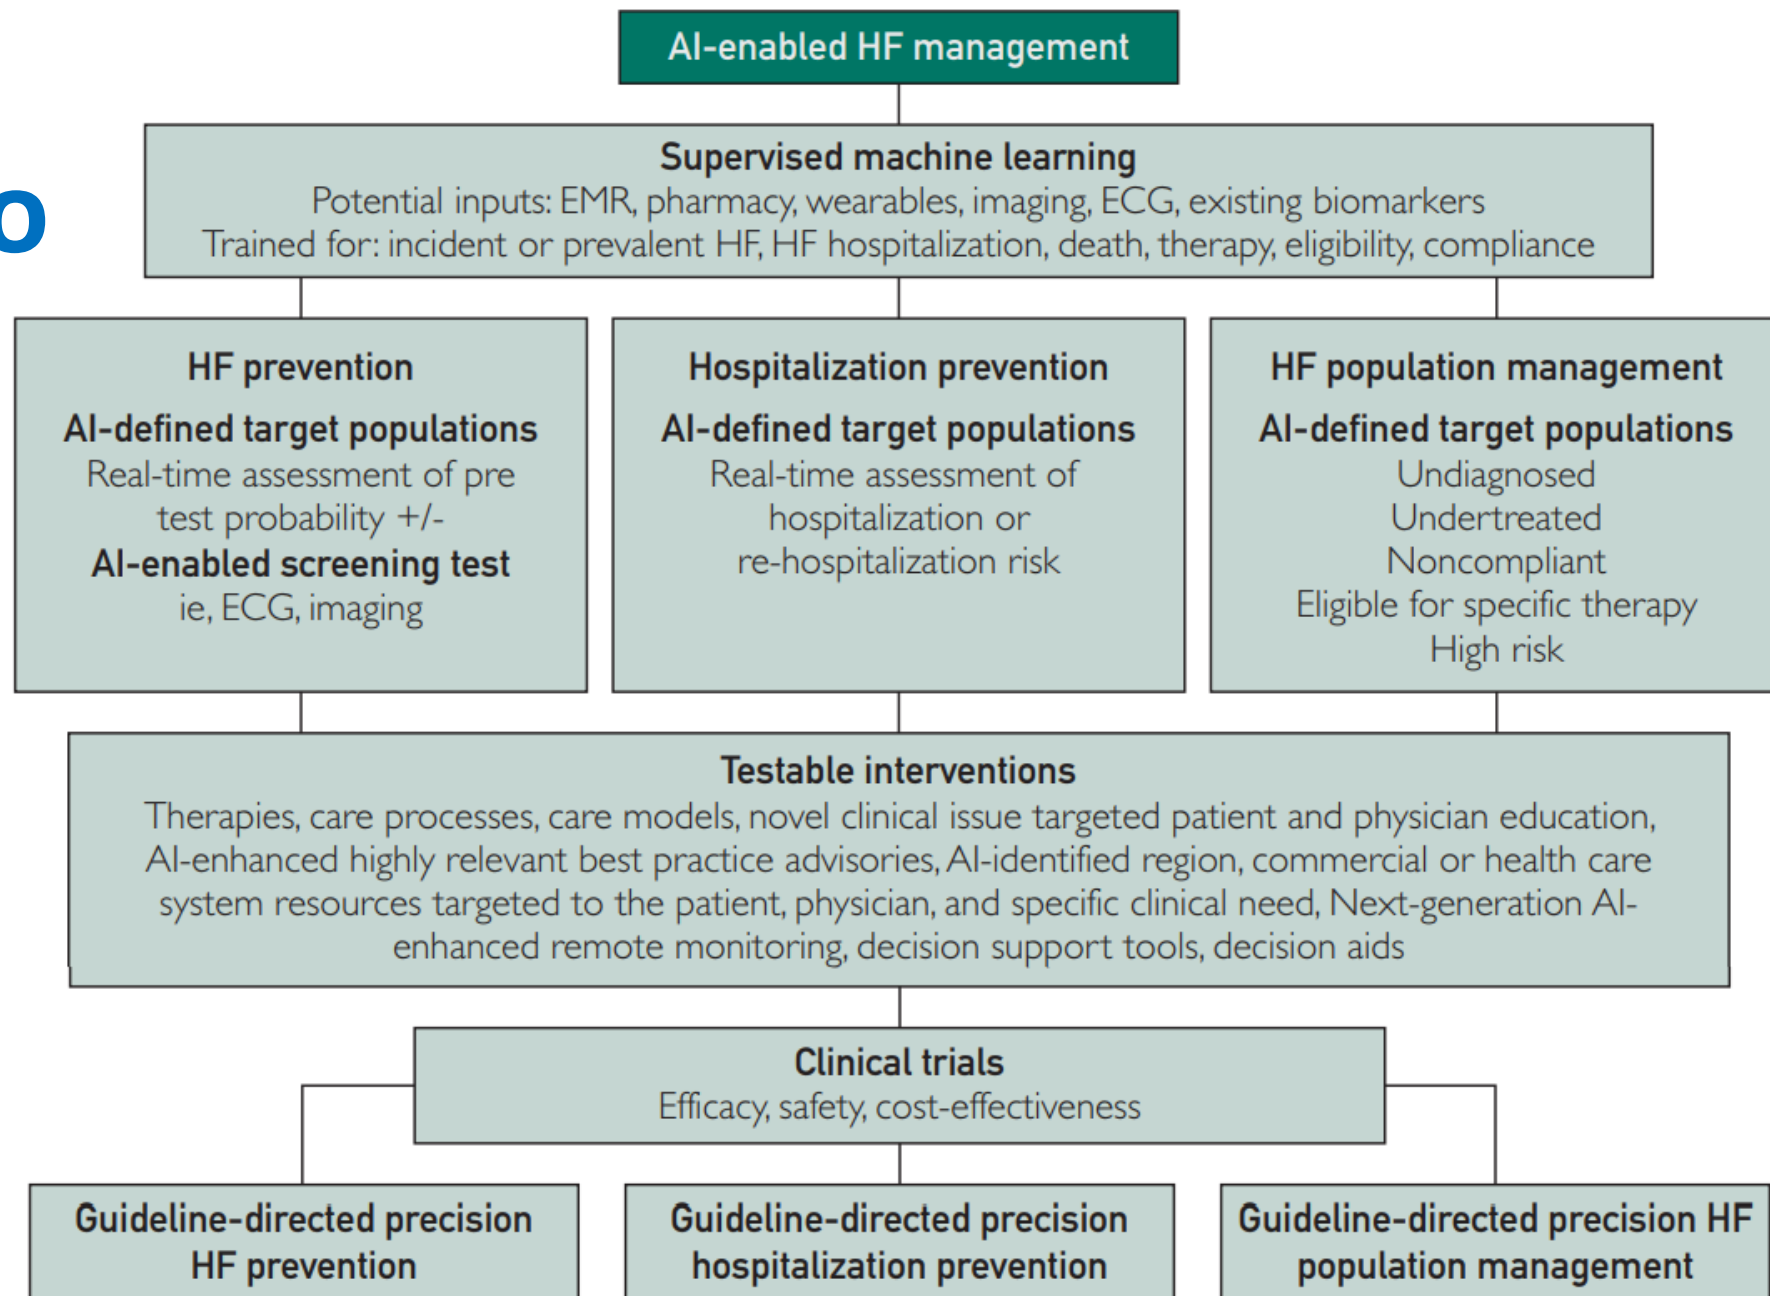 AI-enabled HF management
Supervised machine learning
Potential inputs: EMR, pharmacy, wearables, imaging, ECG, existing biomarkers
Trained for: incident or prevalent HF, HF hospitalization, death, therapy, eligibility, compliance
o
HF prevention
AI-defined target populations
Real-time assessment of pre
test probability +/-
AI-enabled screening test
ie, ECG, imaging
Hospitalization prevention
AI-defined target populations
Real-time assessment of
hospitalization or
re-hospitalization risk
HF population management
AI-defined target populations
Undiagnosed
Undertreated
Noncompliant
Eligible for specific therapy
High risk
Testable interventions
Therapies, care processes, care models, novel clinical issue targeted patient and physician education,
AI-enhanced highly relevant best practice advisories, AI-identified region, commercial or health care
system resources targeted to the patient, physician, and specific clinical need, Next-generation AI-
enhanced remote monitoring, decision support tools, decision aids
Clinical trials
Efficacy, safety, cost-effectiveness
Guideline-directed precision
HF prevention
Guideline-directed precision
hospitalization prevention
Guideline-directed precision HF
population management